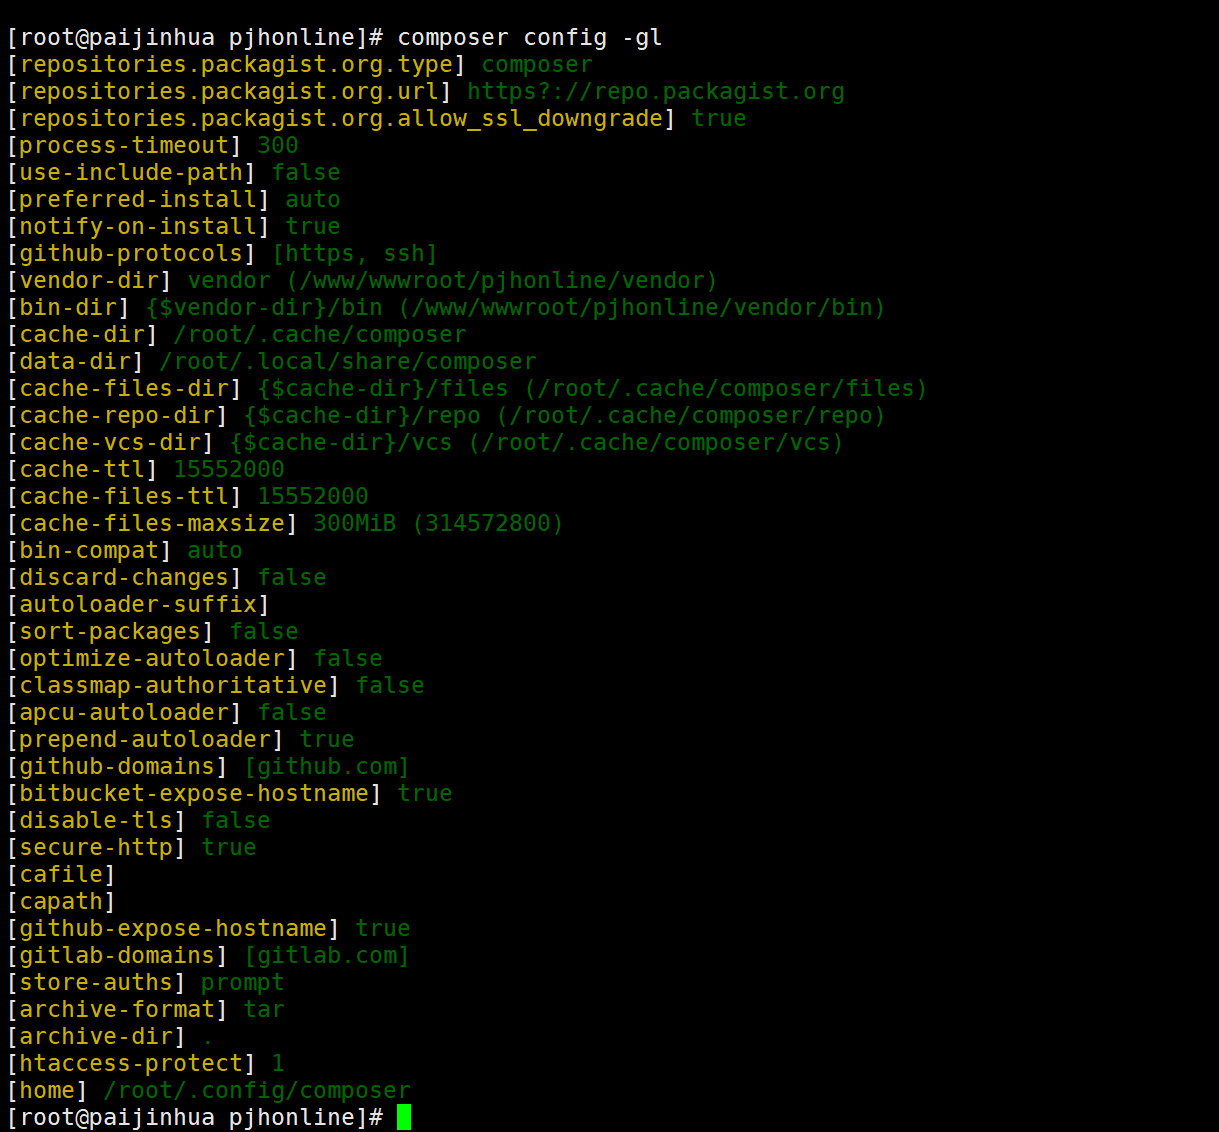 [root@paijinhua pjhonline]# composer config -gl
[repositories.packagist.org.type] composer
[repositories.packagist.org.url] https?://repo.packagist.org
[repositories.packagist.org.allow_ssl_downgrade] true
[process-timeout] 300
[use-include-path] false
[preferred-install] auto
[notify-on-install] true
[github-protocols] [https, ssh]
[vendor-dir] vendor (/www/wwwroot/pjhonline/vendor)
[bin-dir] {$vendor-dir}/bin (/www/wwwroot/pjhonline/vendor/bin)
[cache-dir] /root/.cache/composer
[data-dir] /root/.local/share/composer
[cache-files-dir] {$cache-dir}/files (/root/.cache/composer/files)
[cache-repo-dir] {$cache-dir}/repo (/root/.cache/composer/repo)
[cache-vcs-dir] {$cache-dir}/vcs (/root/.cache/composer/vcs)
[cache-ttl] 15552000
[cache-files-ttl] 15552000
[cache-files-maxsize] 300MiB (314572800)
[bin-compat] auto
[discard-changes] false
[autoloader-suffix]
[sort-packages] false
[optimize-autoloader] false
[classmap-authoritative] false
[apcu-autoloader] false
[prepend-autoloader] true
[github-domains] [github.com]
[bitbucket-expose-hostname] true
[disable-tls] false
[secure-http] true
[cafile]
[capath]
[github-expose-hostname] true
[gitlab-domains] [gitlab.com]
[store-auths] prompt
[archive-format] tar
[archive-dir] .
[htaccess-protect] 1
[home] /root/.config/composer
[root@paijinhua pjhonline]#